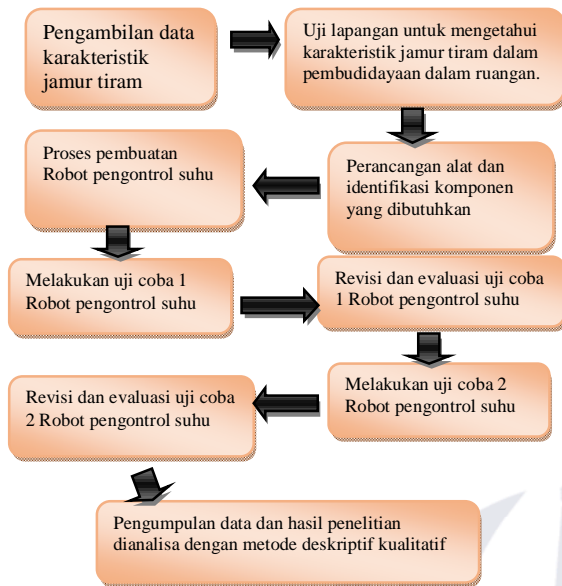 Pengambilan data
karakteristik
jamur tiram
Uji lapangan untuk mengetahui
karakteristik jamur tiram dalam
pembudidayaan dalam ruangan.
Perancangan alat dan
identifikasi komponen
yang dibutuhkan
Proses pembuatan
Robot pengontrol suhu
Melakukan uji coba 1
Robot pengontrol suhu
Revisi dan evaluasi uji coba
1 Robot pengontrol suhu
Melakukan uji coba 2
Robot pengontrol suhu
Revisi dan evaluasi uji coba
2 Robot pengontrol suhu
Pengumpulan data dan hasil penelitian
dianalisa dengan metode deskriptif kualitatif